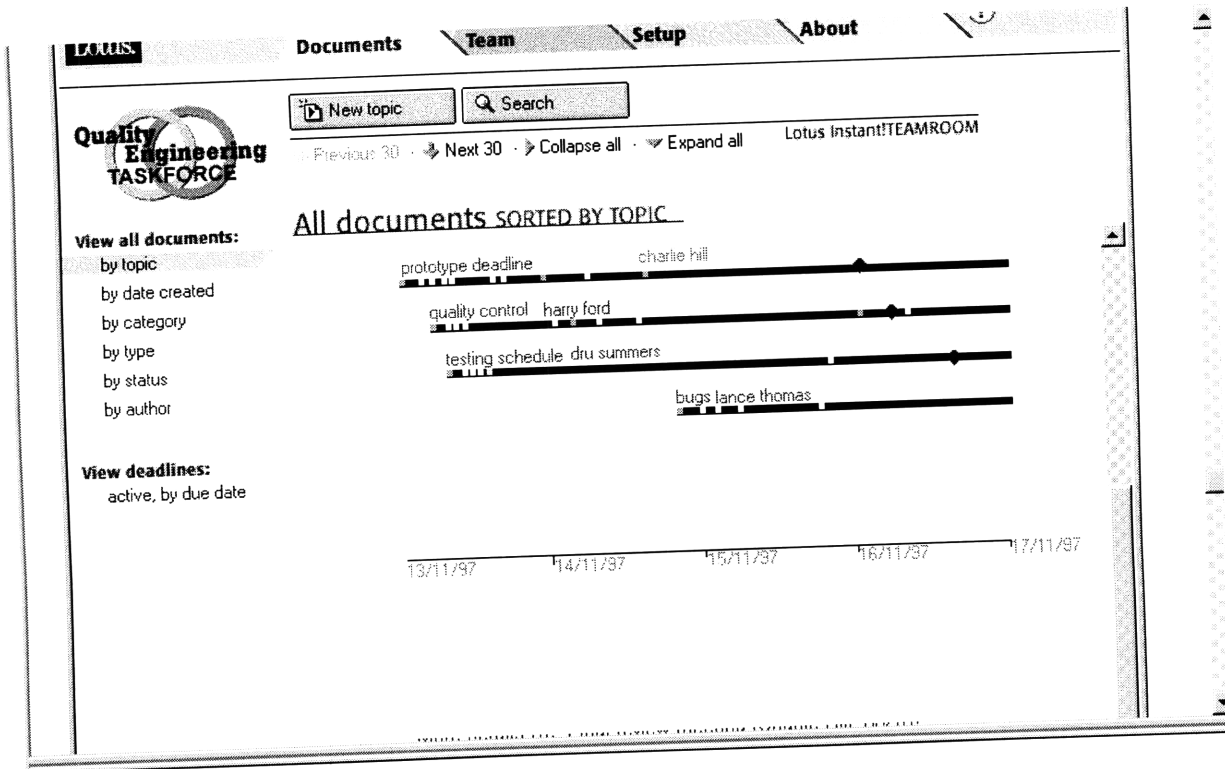 Lotus.
Documents
Team
Setup
About
New topic
Search
Previous 30 · Next 30 · Collapse all · Expand all
Lotus Instant!TEAMROOM
Quality
Engineering
TASKFORCE
All documents SORTED BY TOPIC
View all documents:
by topic
by date created
by category
by type
by status
by author
View deadlines:
active, by due date
prototype deadline charlie hill
quality control harry ford
testing schedule dru summers
bugs lance thomas
13/11/97 14/11/97 15/11/97 16/11/97 17/11/97